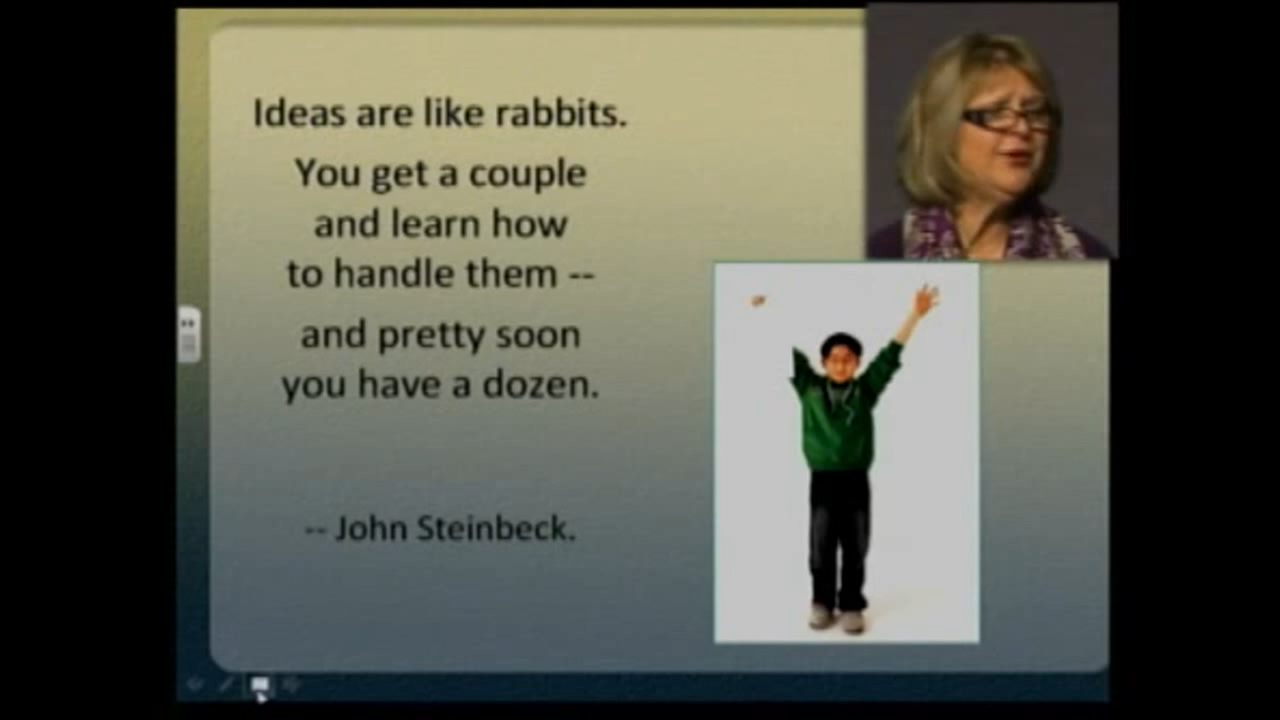 Ideas are like rabbits.
You get a couple
and learn how
to handle them --
and pretty soon
you have a dozen.
-- John Steinbeck.